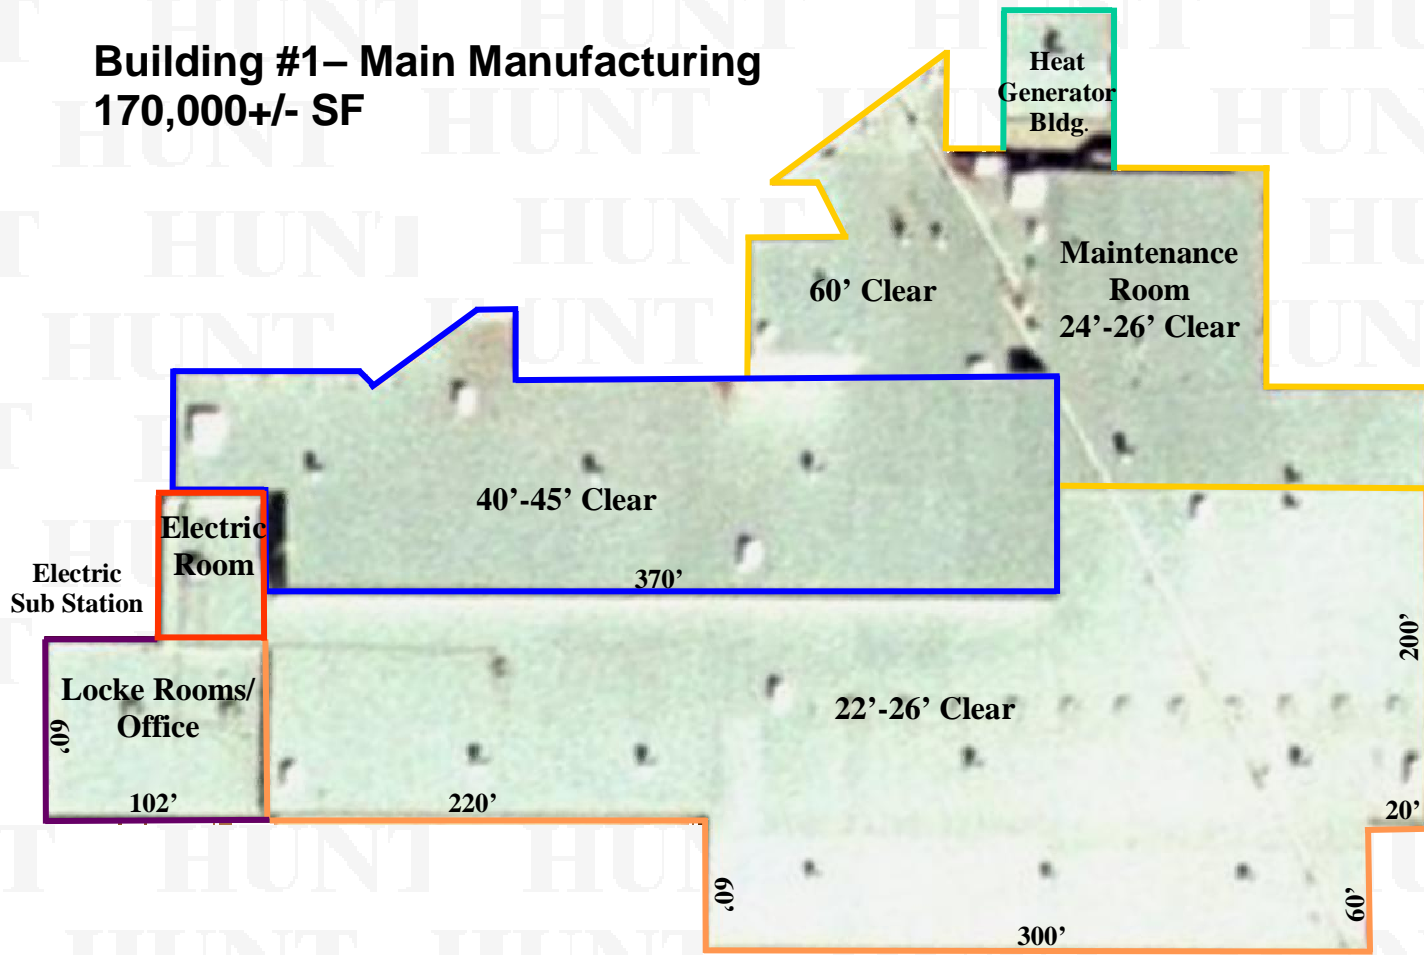 Building #1– Main Manufacturing
170,000+/- SF
Heat
Generator
Bldg.
Maintenance
Room
24’-26’ Clear
60’ Clear
40’-45’ Clear
370’
Electric
Room
Electric
Sub Station
200’
Locke Rooms/
Office
60’
102’
220’
22’-26’ Clear
20’
60’
60’
300’
HUNT